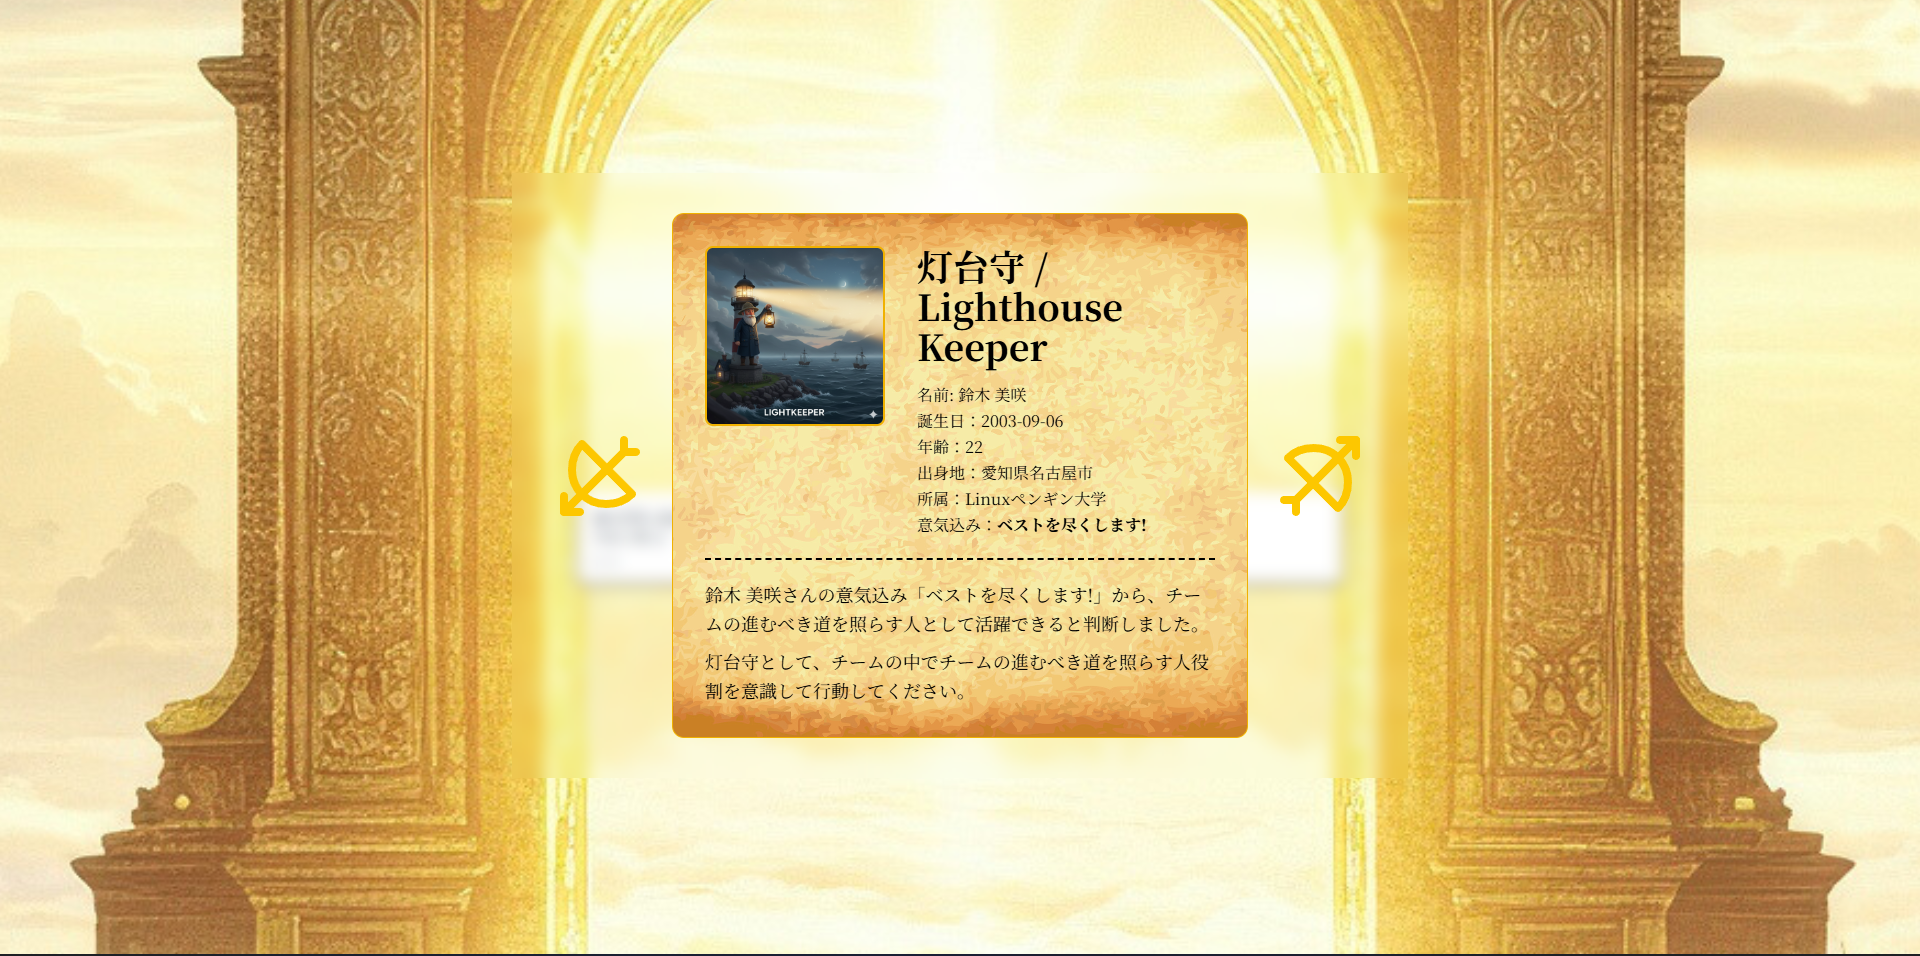 灯台守 /
Lighthouse
Keeper
LIGHTKEEPER
名前: 鈴木 美咲
誕生日：2003-09-06
年齢：22
出身地：愛知県名古屋市
所属：Linuxペンギン大学
意気込み：ベストを尽くします!
鈴木 美咲さんの意気込み「ベストを尽くします!」から、チー
ムの進むべき道を照らす人として活躍できると判断しました。
灯台守として、チームの中でチームの進むべき道を照らす人役
割を意識して行動してください。